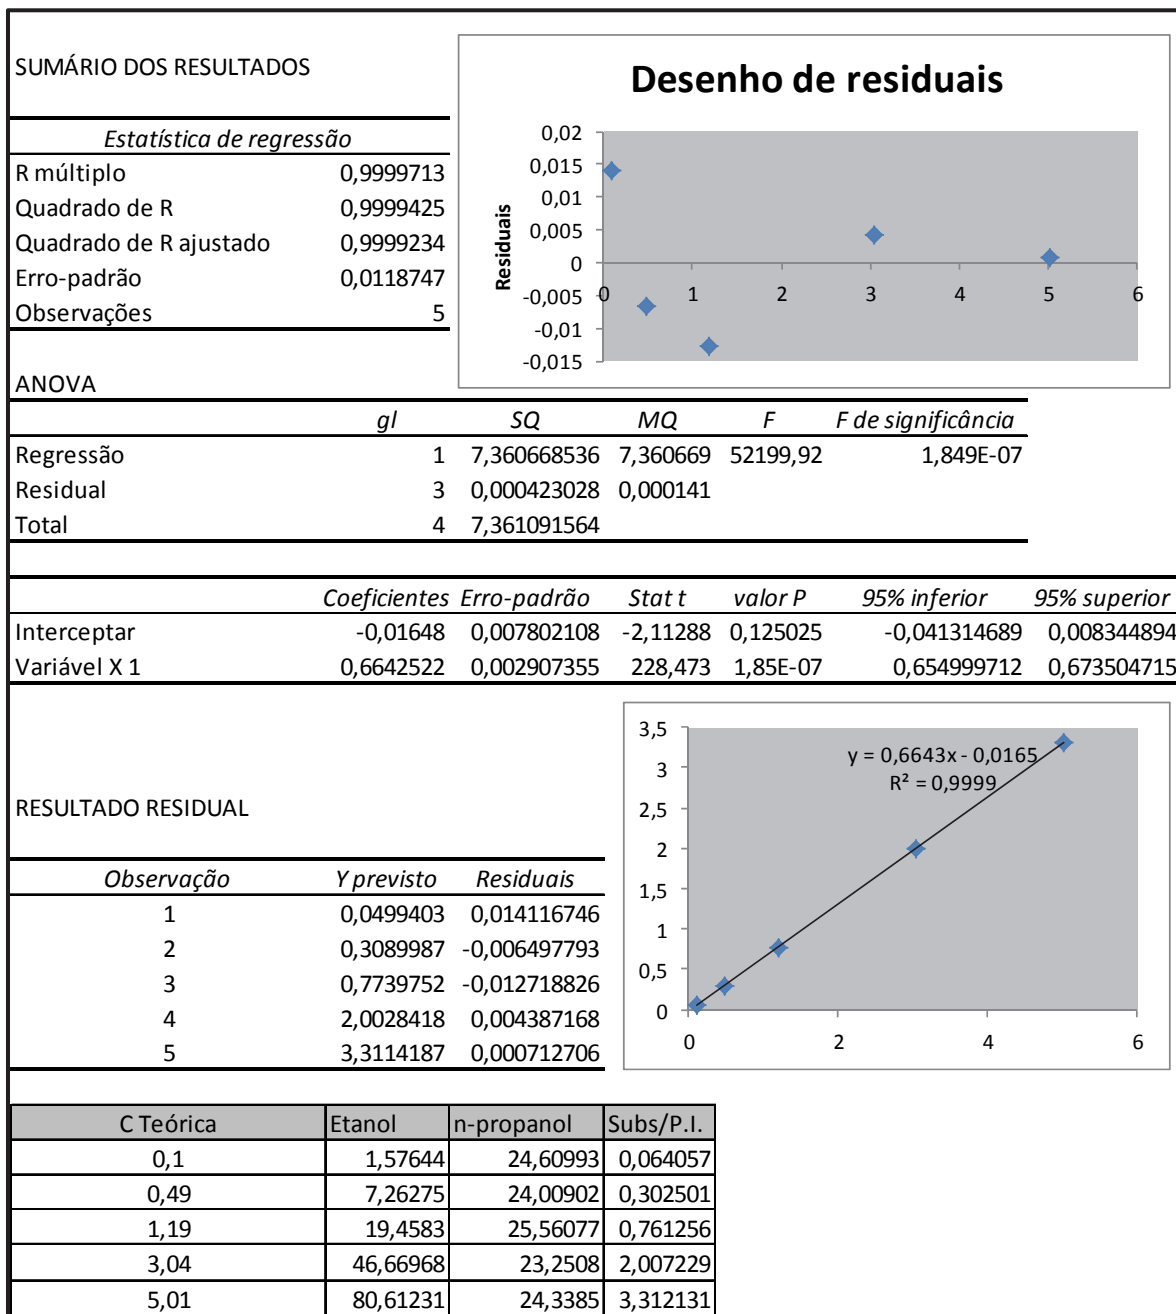 SUMÁRIO DOS RESULTADOS
Estatística de regressão
R múltiplo 0,9999713
Quadrado de R 0,9999425
Quadrado de R ajustado 0,9999234
Erro-padrão 0,0118747
Observações 5
Desenho de residuais
Residuais
0,02
0,015
0,01
0,005
0
-0,005
-0,01
-0,015
0 1 2 3 4 5 6
ANOVA
gl SQ MQ F F de significância
Regressão 1 7,360668536 7,360669 52199,92 1,849E-07
Residual 3 0,000423028 0,000141
Total 4 7,361091564
Coeficientes Erro-padrão Stat t valor P 95% inferior 95% superior
Interceptar -0,01648 0,007802108 -2,11288 0,125025 -0,041314689 0,008344894
Variável X 1 0,6642522 0,002907355 228,473 1,85E-07 0,654999712 0,673504715
RESULTADO RESIDUAL
Observação Y previsto Residuais
1 0,0499403 0,014116746
2 0,3089987 -0,006497793
3 0,7739752 -0,012718826
4 2,0028418 0,004387168
5 3,3114187 0,000712706
3,5
3
2,5
2
1,5
1
0,5
0
0 2 4 6
y = 0,6643x - 0,0165
R² = 0,9999
C Teórica Etanol n-propanol Subs/P.I.
0,1 1,57644 24,60993 0,064057
0,49 7,26275 24,00902 0,302501
1,19 19,4583 25,56077 0,761256
3,04 46,66968 23,2508 2,007229
5,01 80,61231 24,3385 3,312131